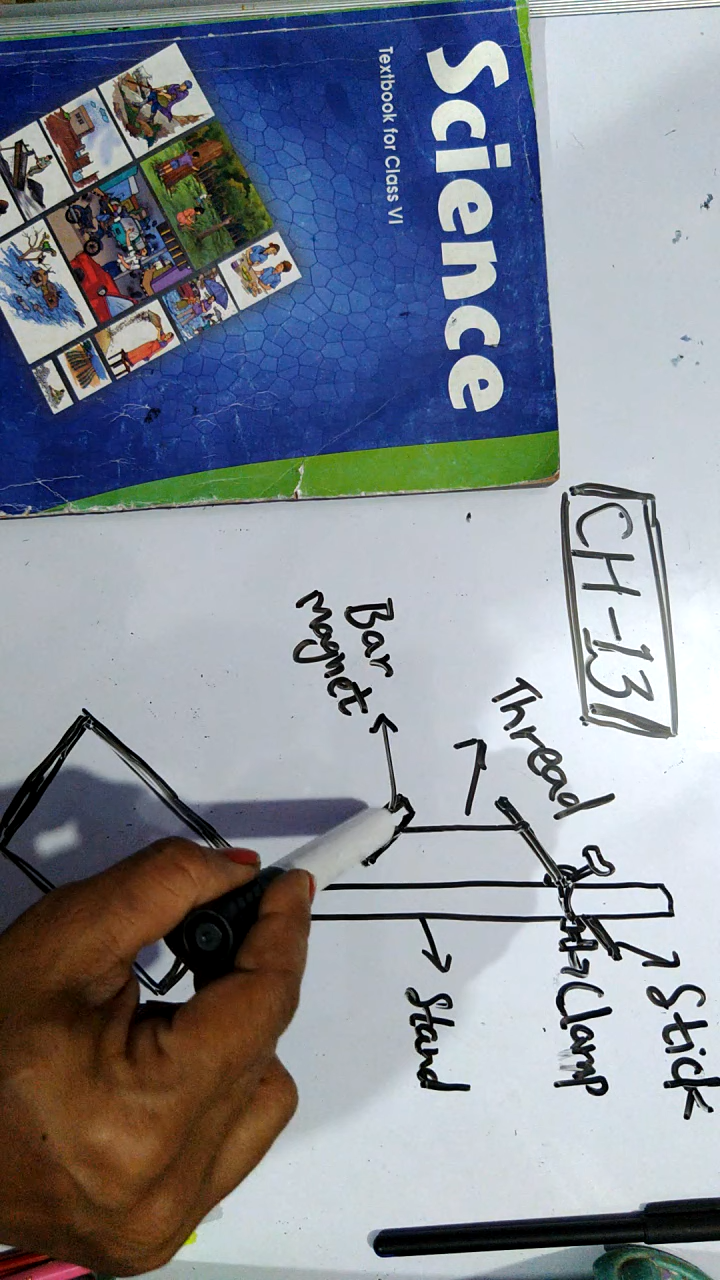 Science
Textbook for Class VI
CH-13
Stick
Clamp
Thread
Stand
Bar
Magnet